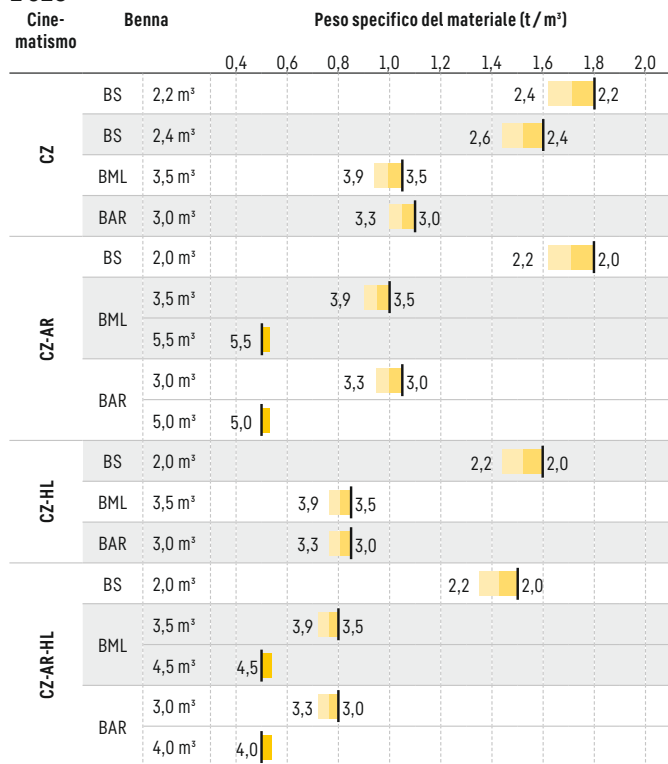 Cine-
matismo
Benna
Peso specifico del materiale (t / m³)
0,4 0,6 0,8 1,0 1,2 1,4 1,6 1,8 2,0
CZ
BS 2,2 m³ 2,4 2,2
BS 2,4 m³ 2,6 2,4
BML 3,5 m³ 3,9 3,5
BAR 3,0 m³ 3,3 3,0
CZ-AR
BS 2,0 m³ 2,2 2,0
BML
3,5 m³ 3,9 3,5
5,5 m³ 5,5
BAR
3,0 m³ 3,3 3,0
5,0 m³ 5,0
CZ-HL
BS 2,0 m³ 2,2 2,0
BML 3,5 m³ 3,9 3,5
BAR 3,0 m³ 3,3 3,0
CZ-AR-HL
BS 2,0 m³ 2,2 2,0
BML
3,5 m³ 3,9 3,5
4,5 m³ 4,5
BAR
3,0 m³ 3,3 3,0
4,0 m³ 4,0